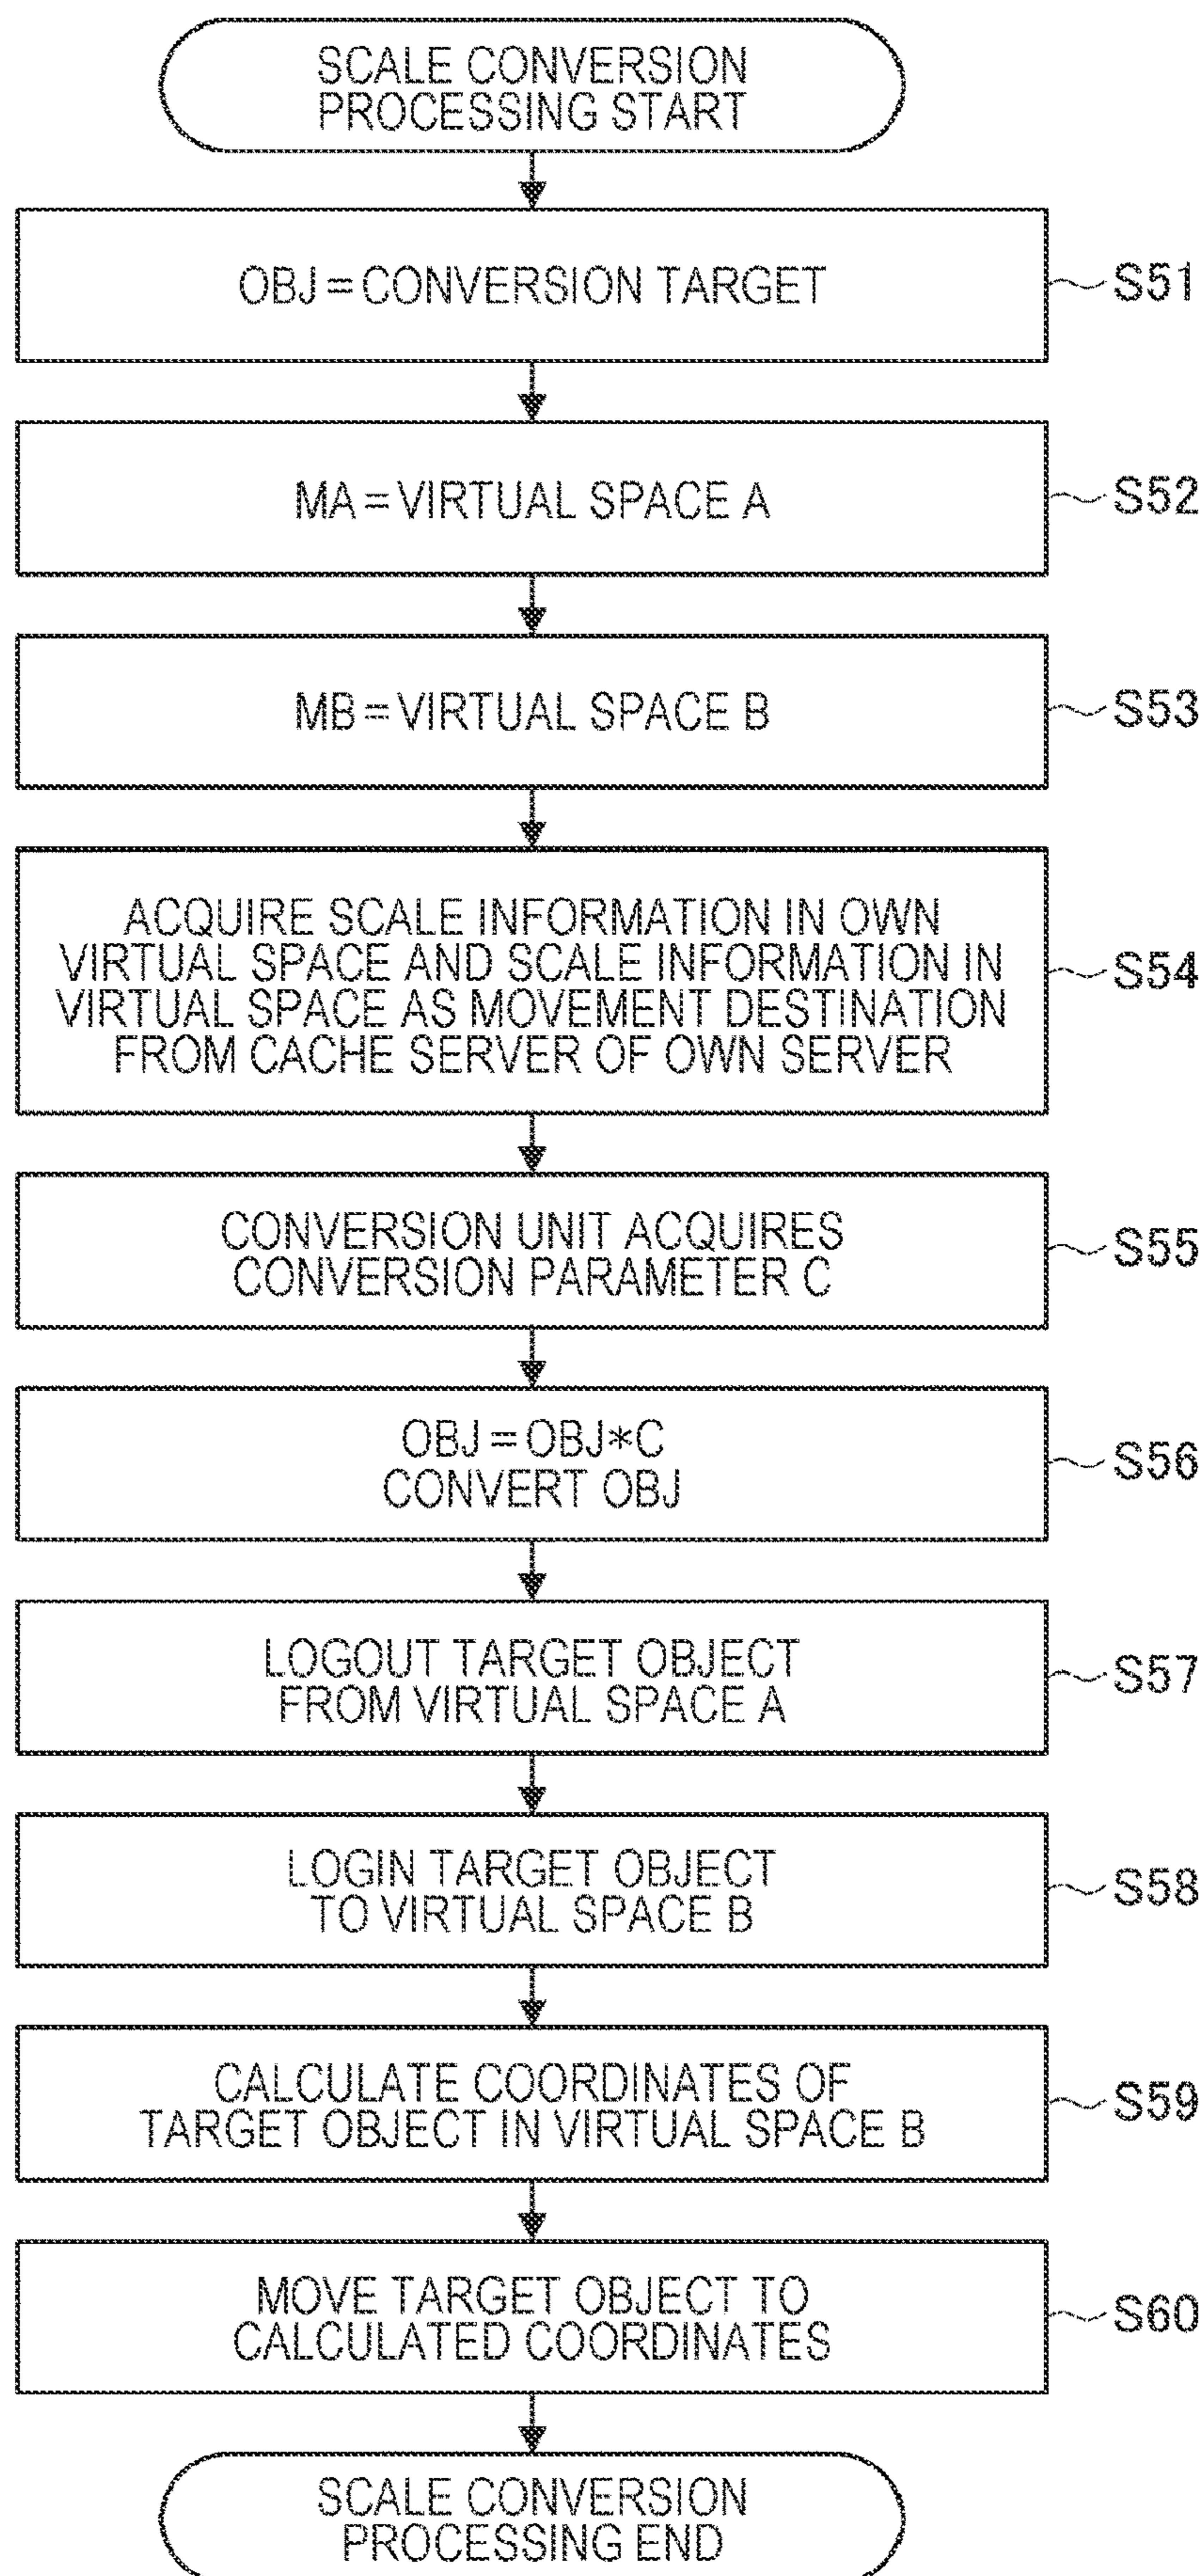 SCALE CONVERSION
PROCESSING START
OBJ=CONVERSION TARGET
S51
MA=VIRTUAL SPACE A
S52
MB=VIRTUAL SPACE B
S53
ACQUIRE SCALE INFORMATION IN OWN
VIRTUAL SPACE AND SCALE INFORMATION IN
VIRTUAL SPACE AS MOVEMENT DESTINATION
FROM CACHE SERVER OF OWN SERVER
S54
CONVERSION UNIT ACQUIRES
CONVERSION PARAMETER C
S55
OBJ=OBJ*C
CONVERT OBJ
S56
LOGOUT TARGET OBJECT
FROM VIRTUAL SPACE A
S57
LOGIN TARGET OBJECT
TO VIRTUAL SPACE B
S58
CALCULATE COORDINATES OF
TARGET OBJECT IN VIRTUAL SPACE B
S59
MOVE TARGET OBJECT TO
CALCULATED COORDINATES
S60
SCALE CONVERSION
PROCESSING END